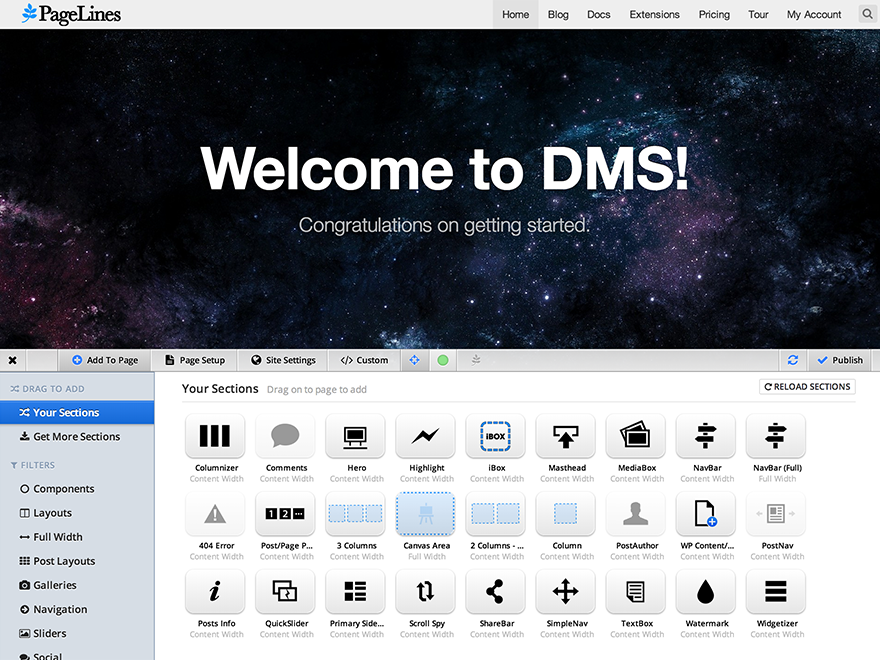 PageLines
Home Blog Docs Extensions Pricing Tour My Account
Welcome to DMS!
Congratulations on getting started.
Add To Page Page Setup Site Settings </> Custom Publish
DRAG TO ADD
Your Sections
Get More Sections
FILTERS
Components
Layouts
Full Width
Post Layouts
Galleries
Navigation
Sliders
Social
Your Sections Drag on to page to add RELOAD SECTIONS
Columnizer Comments Hero Highlight iBox Masthead MediaBox NavBar NavBar (Full)
Content Width Content Width Content Width Content Width Content Width Content Width Content Width Content Width Full Width
iBOX
404 Error Post/Page P... 3 Columns Canvas Area 2 Columns - ... Column PostAuthor WP Content/... PostNav
Content Width Content Width Content Width Full Width Content Width Content Width Content Width Content Width Content Width
1 2 ...
Posts Info QuickSlider Primary Side... Scroll Spy ShareBar SimpleNav TextBox Watermark Widgetizer
Content Width Content Width Content Width Content Width Content Width Content Width Content Width Content Width Content Width